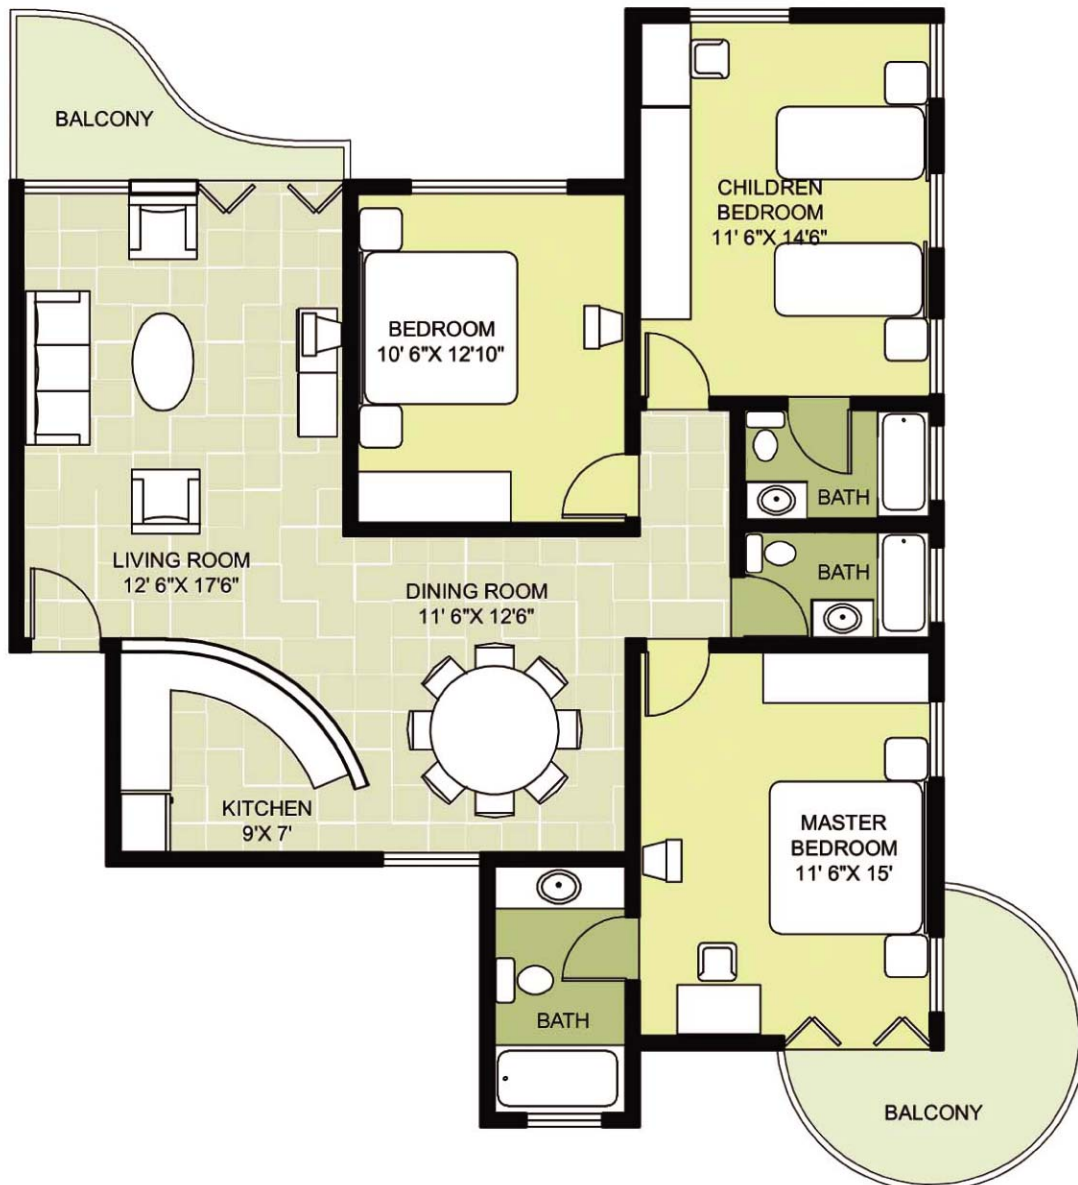 BALCONY
CHILDREN
BEDROOM
11' 6"X 14'6"
BEDROOM
10' 6"X 12'10"
BATH
LIVING ROOM
12' 6"X 17'6"
DINING ROOM
11' 6"X 12'6"
BATH
KITCHEN
9'X 7'
MASTER
BEDROOM
11' 6"X 15'
BATH
BALCONY